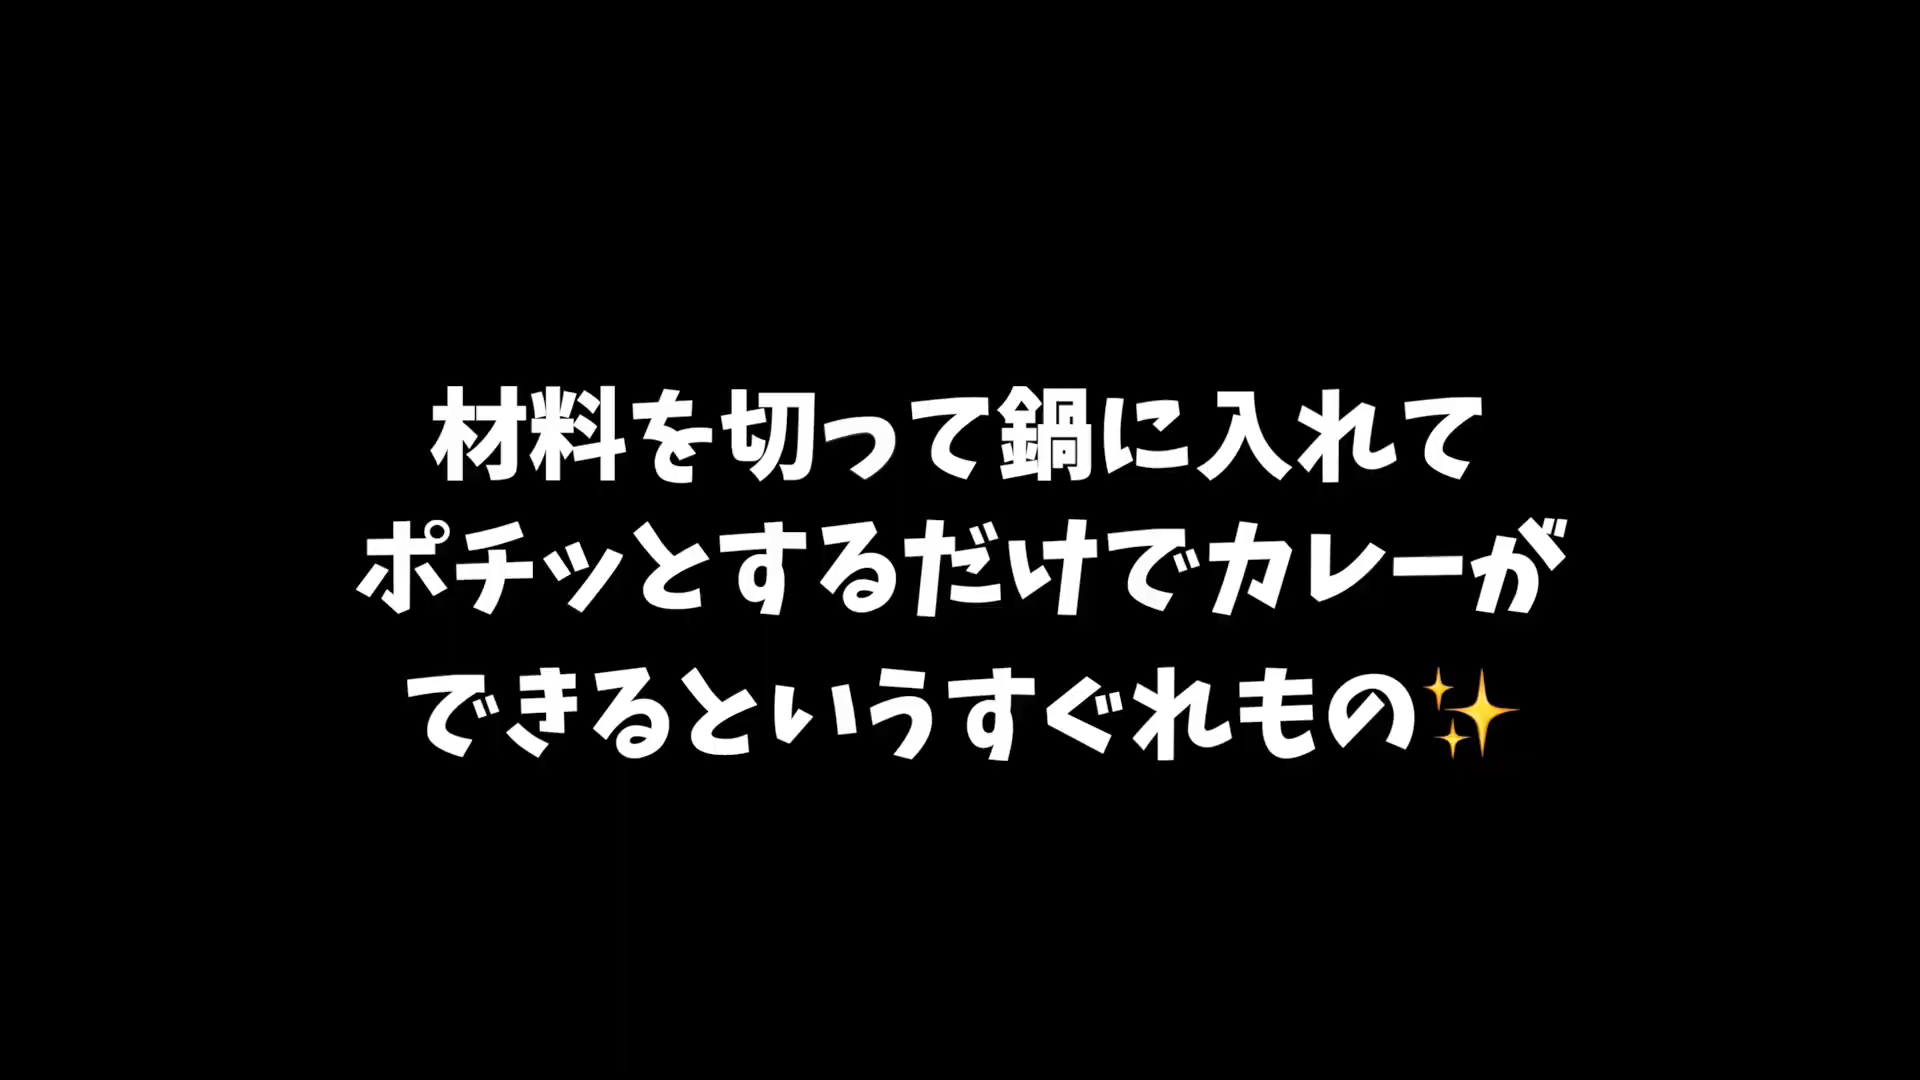 材料を切って鍋に入れて
ポチッとするだけでカレーが
できるというすぐれもの✨